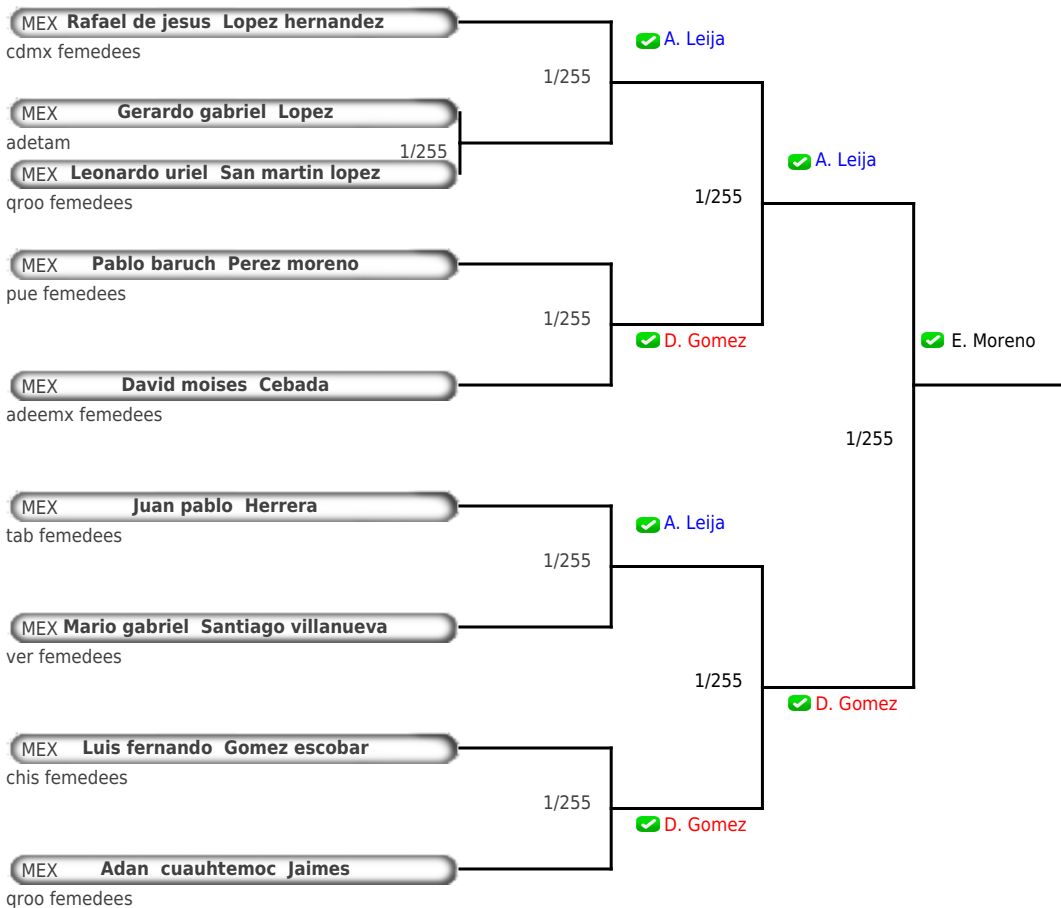 MEX Rafael de jesus Lopez hernandez
cdmx femedees
A. Leija
1/255
MEX Gerardo gabriel Lopez
adetam
1/255
A. Leija
MEX Leonardo uriel San martin lopez
qroo femedees
1/255
MEX Pablo baruch Perez moreno
pue femedees
1/255
D. Gomez
E. Moreno
MEX David moises Cebada
adeemx femedees
1/255
MEX Juan pablo Herrera
tab femedees
A. Leija
1/255
MEX Mario gabriel Santiago villanueva
ver femedees
1/255
D. Gomez
MEX Luis fernando Gomez escobar
chis femedees
1/255
D. Gomez
MEX Adan cuauhtemoc Jaimes
qroo femedees